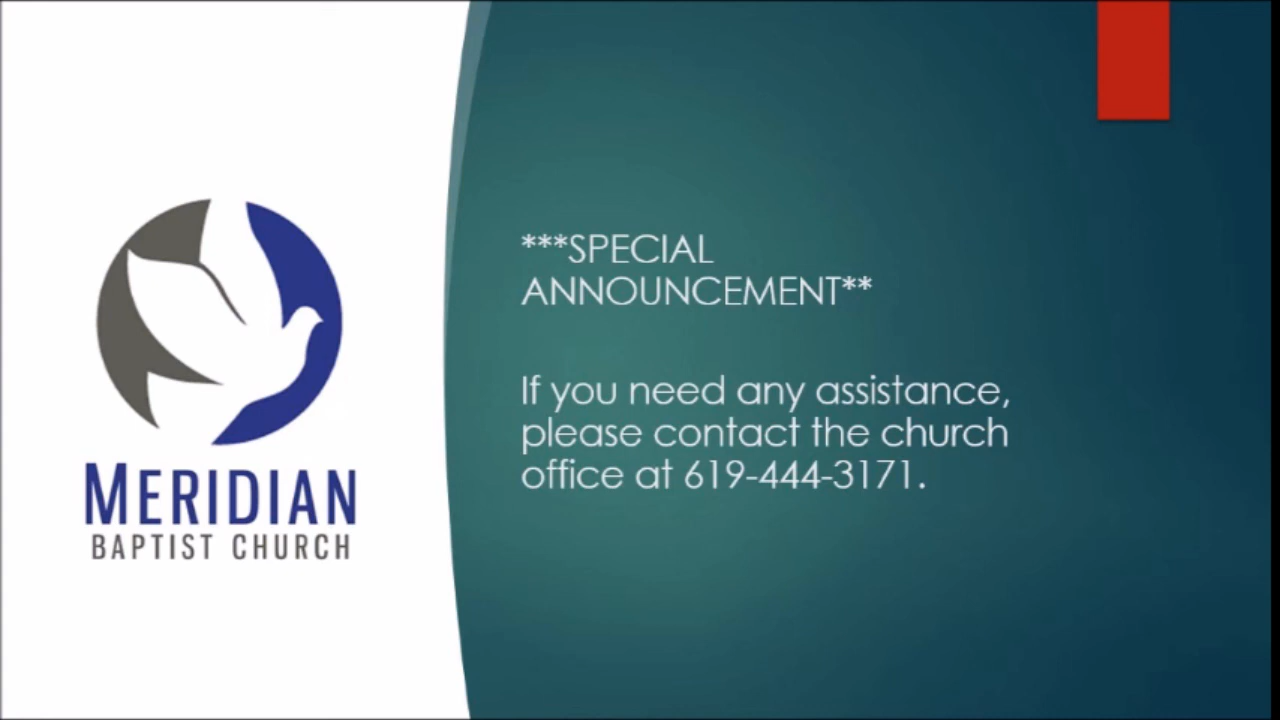 MERIDIAN
BAPTIST CHURCH
***SPECIAL
ANNOUNCEMENT**
If you need any assistance,
please contact the church
office at 619-444-3171.